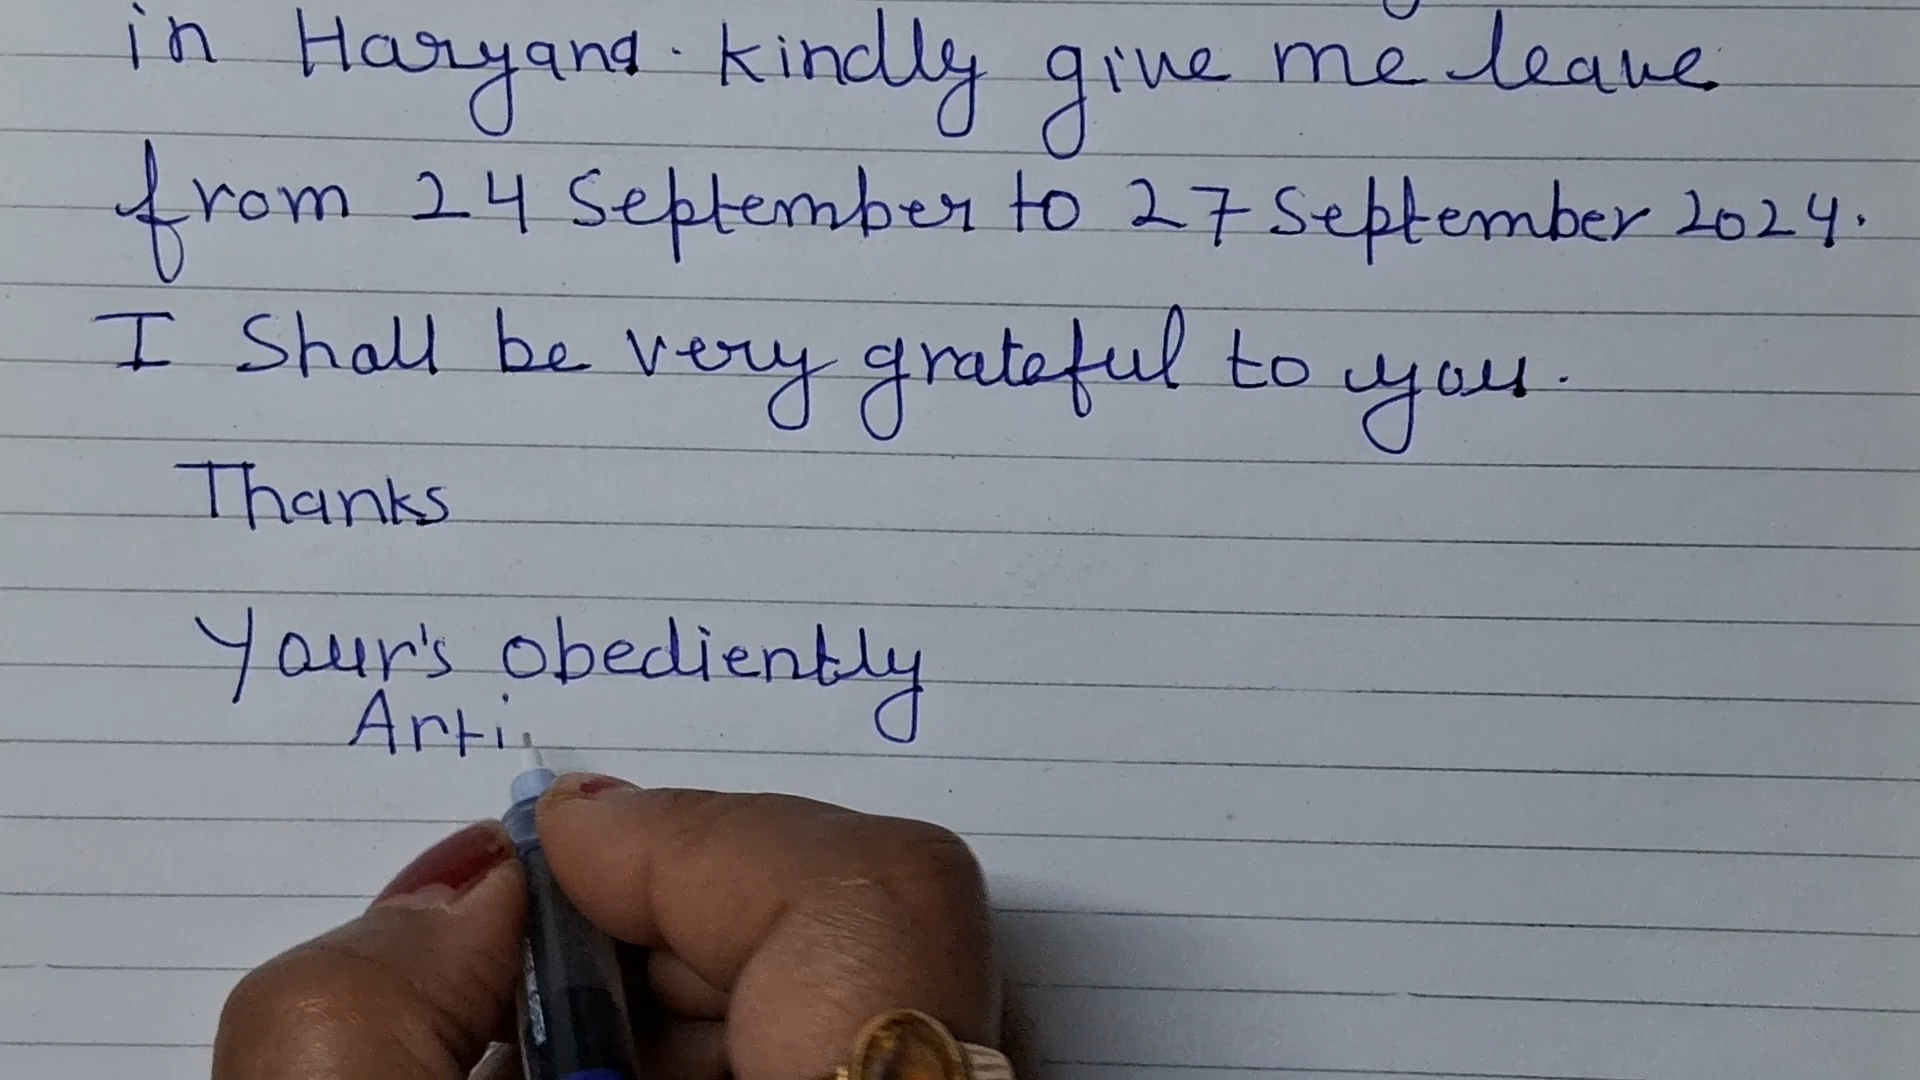 in Haryana. Kindly give me leave
from 24 September to 27 September 2024.
I Shall be very grateful to you.
Thanks
Your's obediently
Arti